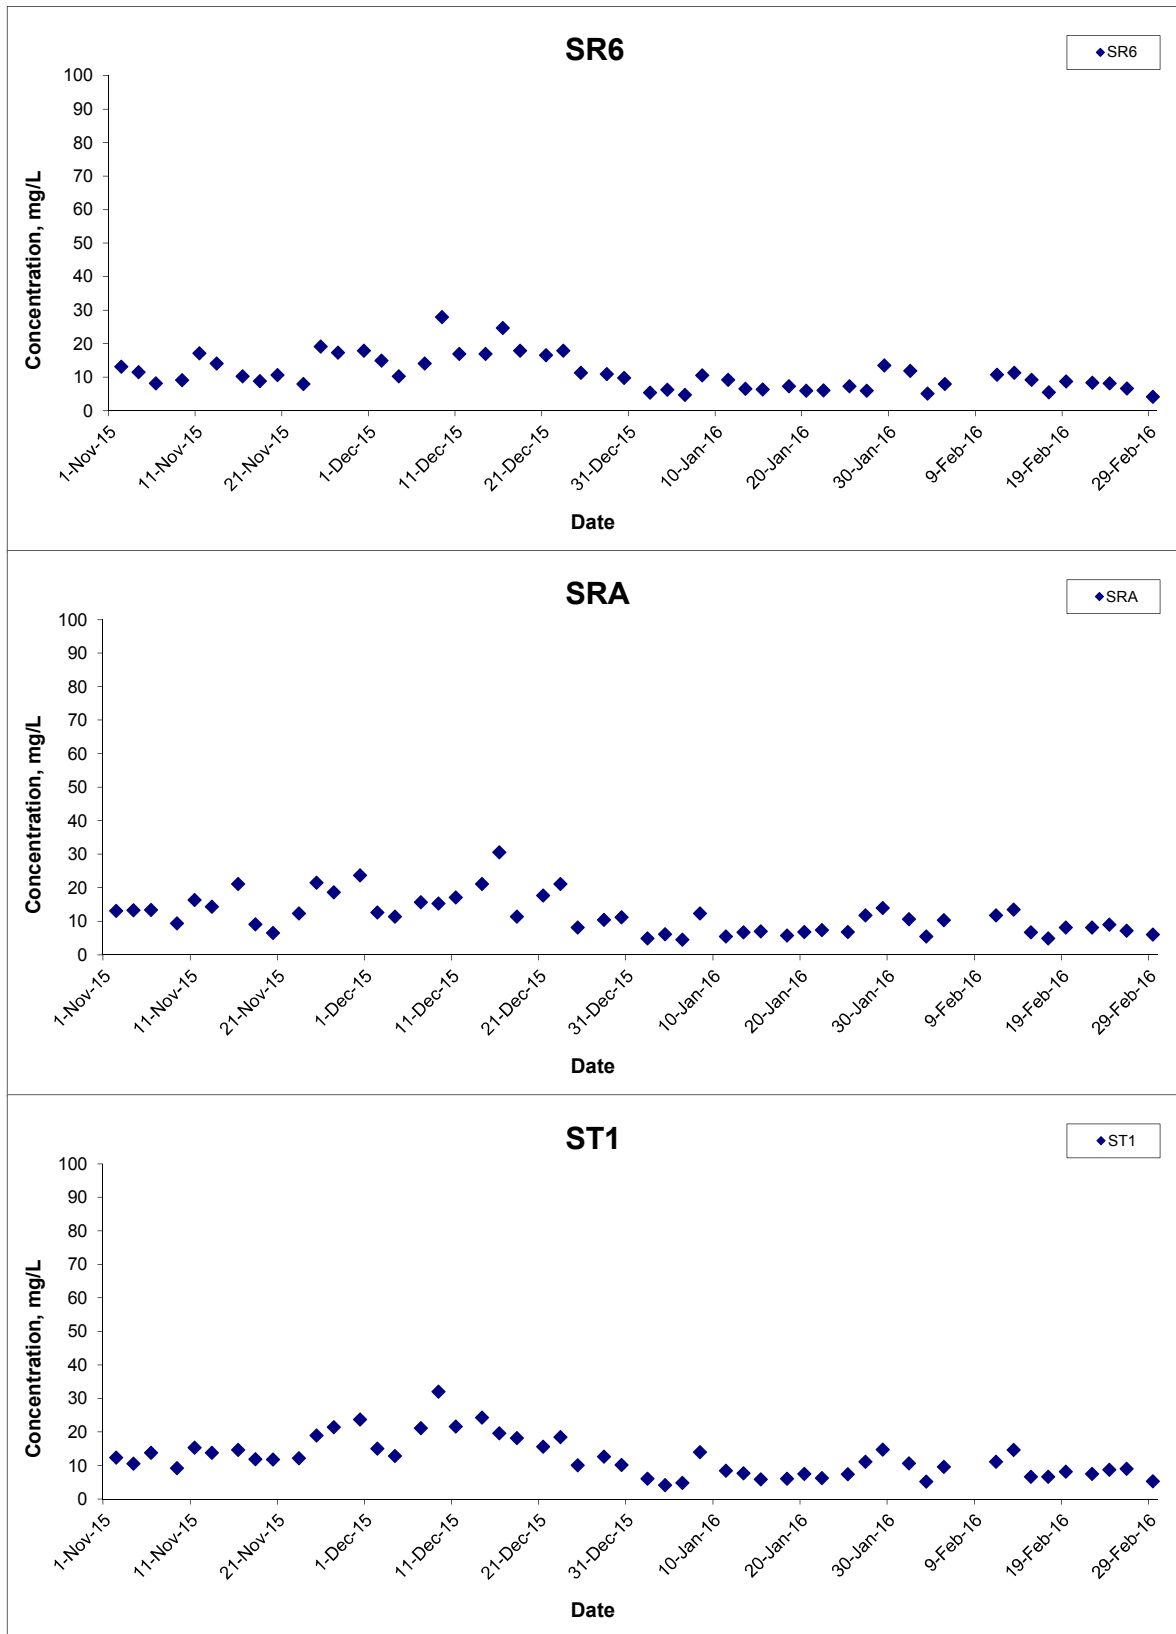 SR6
SR6
100
90
80
70
60
50
40
30
20
10
0
Concentration, mg/L
1-Nov-15
11-Nov-15
21-Nov-15
1-Dec-15
11-Dec-15
21-Dec-15
31-Dec-15
10-Jan-16
20-Jan-16
30-Jan-16
9-Feb-16
19-Feb-16
29-Feb-16
Date
SRA
SRA
100
90
80
70
60
50
40
30
20
10
0
Concentration, mg/L
1-Nov-15
11-Nov-15
21-Nov-15
1-Dec-15
11-Dec-15
21-Dec-15
31-Dec-15
10-Jan-16
20-Jan-16
30-Jan-16
9-Feb-16
19-Feb-16
29-Feb-16
Date
ST1
ST1
100
90
80
70
60
50
40
30
20
10
0
Concentration, mg/L
1-Nov-15
11-Nov-15
21-Nov-15
1-Dec-15
11-Dec-15
21-Dec-15
31-Dec-15
10-Jan-16
20-Jan-16
30-Jan-16
9-Feb-16
19-Feb-16
29-Feb-16
Date